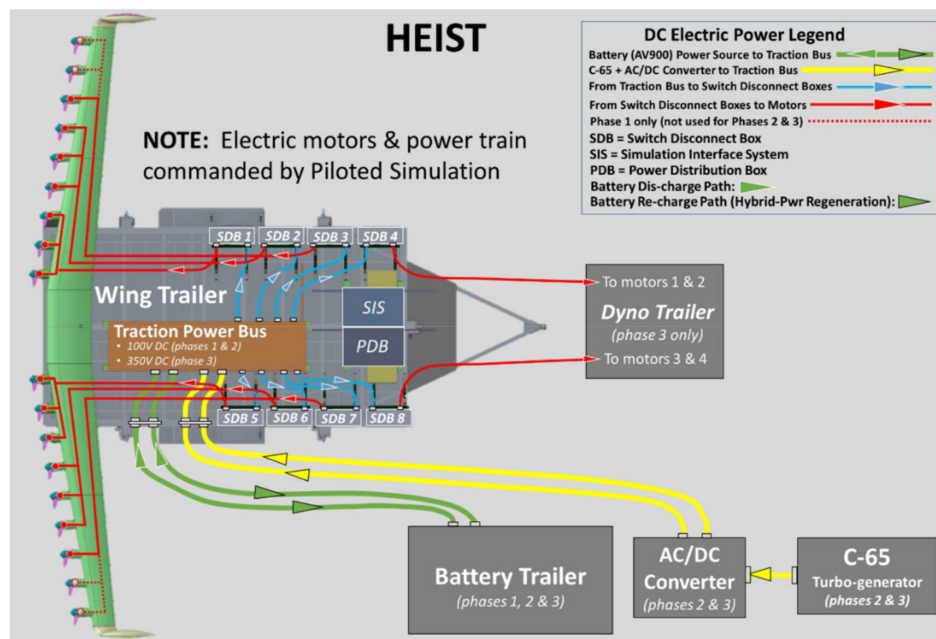 HEIST
NOTE: Electric motors & power train
commanded by Piloted Simulation
DC Electric Power Legend
Battery (AV900) Power Source to Traction Bus
C-65 + AC/DC Converter to Traction Bus
From Traction Bus to Switch Disconnect Boxes
From Switch Disconnect Boxes to Motors
Phase 1 only (not used for Phases 2 & 3)
SDB = Switch Disconnect Box
SIS = Simulation Interface System
PDB = Power Distribution Box
Battery Dis-charge Path:
Battery Re-charge Path (Hybrid-Pwr Regeneration):
SDB 1
SDB 2
SDB 3
SDB 4
Wing Trailer
SIS
PDB
Traction Power Bus
• 100V DC (phases 1 & 2)
• 350V DC (phase 3)
SDB 5
SDB 6
SDB 7
SDB 8
To motors 1 & 2
Dyno Trailer
(phase 3 only)
To motors 3 & 4
Battery Trailer
(phases 1, 2 & 3)
AC/DC
Converter
(phases 2 & 3)
C-65
Turbo-generator
(phases 2 & 3)